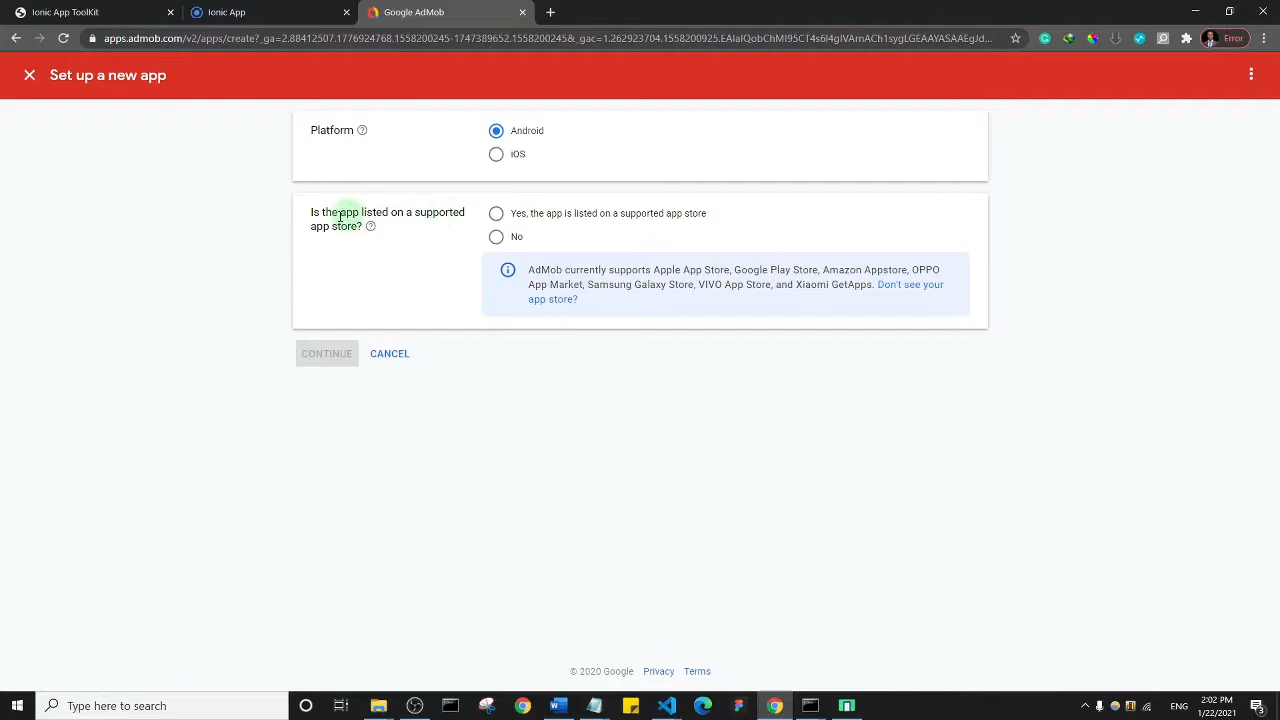 Ionic App ToolKit
Ionic App
Google AdMob
apps.admob.com/v2/apps/create?_ga=2.88412507.1776924768.1558200245-1747389652.1558200245&_gac=1.262923704.1558200925.EAIaIQobChMI95CT4s6I4gIVArnACh1sygLGEAAYASAAEgJd...
Error
Set up a new app
Platform
Android
iOS
Is the app listed on a supported
app store?
Yes, the app is listed on a supported app store
No
AdMob currently supports Apple App Store, Google Play Store, Amazon Appstore, OPPO
App Market, Samsung Galaxy Store, VIVO App Store, and Xiaomi GetApps. Don't see your
app store?
CONTINUE CANCEL
© 2020 Google Privacy Terms
Type here to search
ENG
2:02 PM
1/22/2021